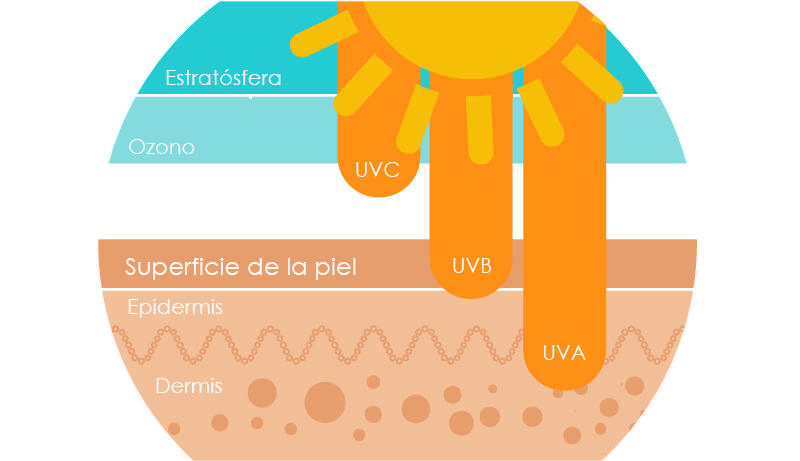 Estratósfera
Ozono
UVC
Superficie de la piel
UVB
Epidermis
UVA
Dermis